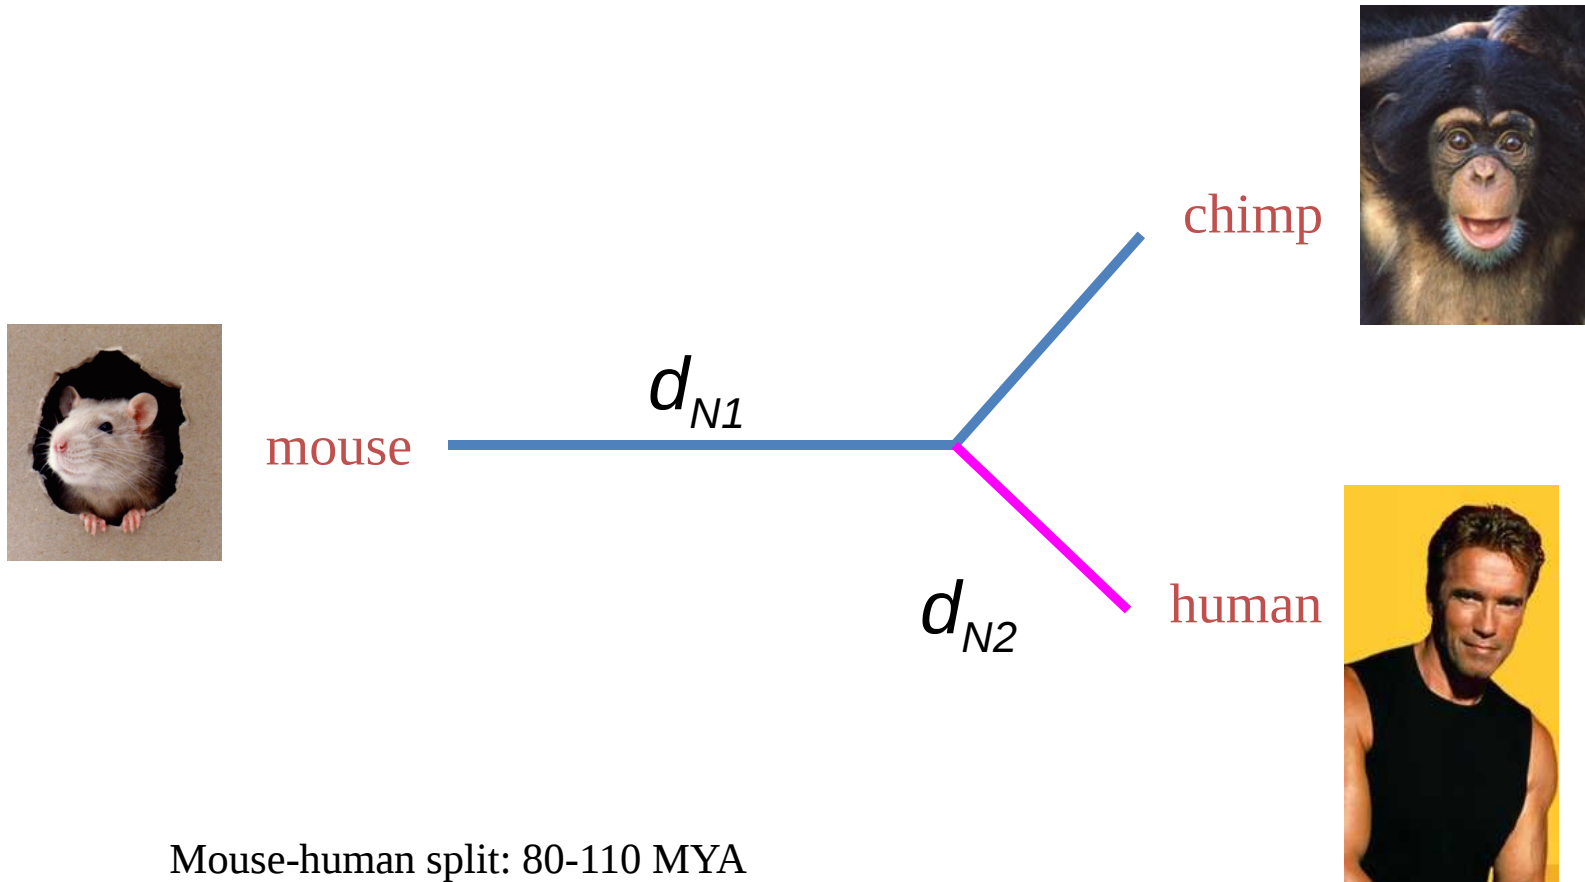 chimp
d_N1
mouse
d_N2
human
Mouse-human split: 80-110 MYA